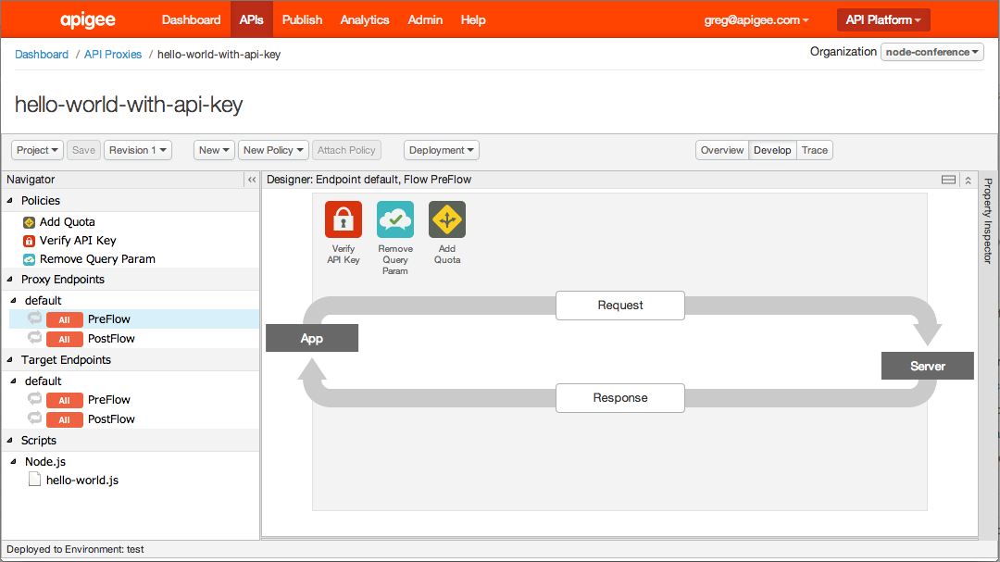 apigee Dashboard APIs Publish Analytics Admin Help greg@apigee.com API Platform
Dashboard / API Proxies / hello-world-with-api-key Organization node-conference
hello-world-with-api-key
Project Save Revision 1 New New Policy Attach Policy Deployment Overview Develop Trace
Navigator
Policies
Add Quota
Verify API Key
Remove Query Param
Proxy Endpoints
default
All PreFlow
All PostFlow
Target Endpoints
default
All PreFlow
All PostFlow
Scripts
Node.js
hello-world.js
Designer: Endpoint default, Flow PreFlow
Verify
API Key
Remove
Query
Param
Add
Quota
Request
App
Server
Response
Property Inspector
Deployed to Environment: test